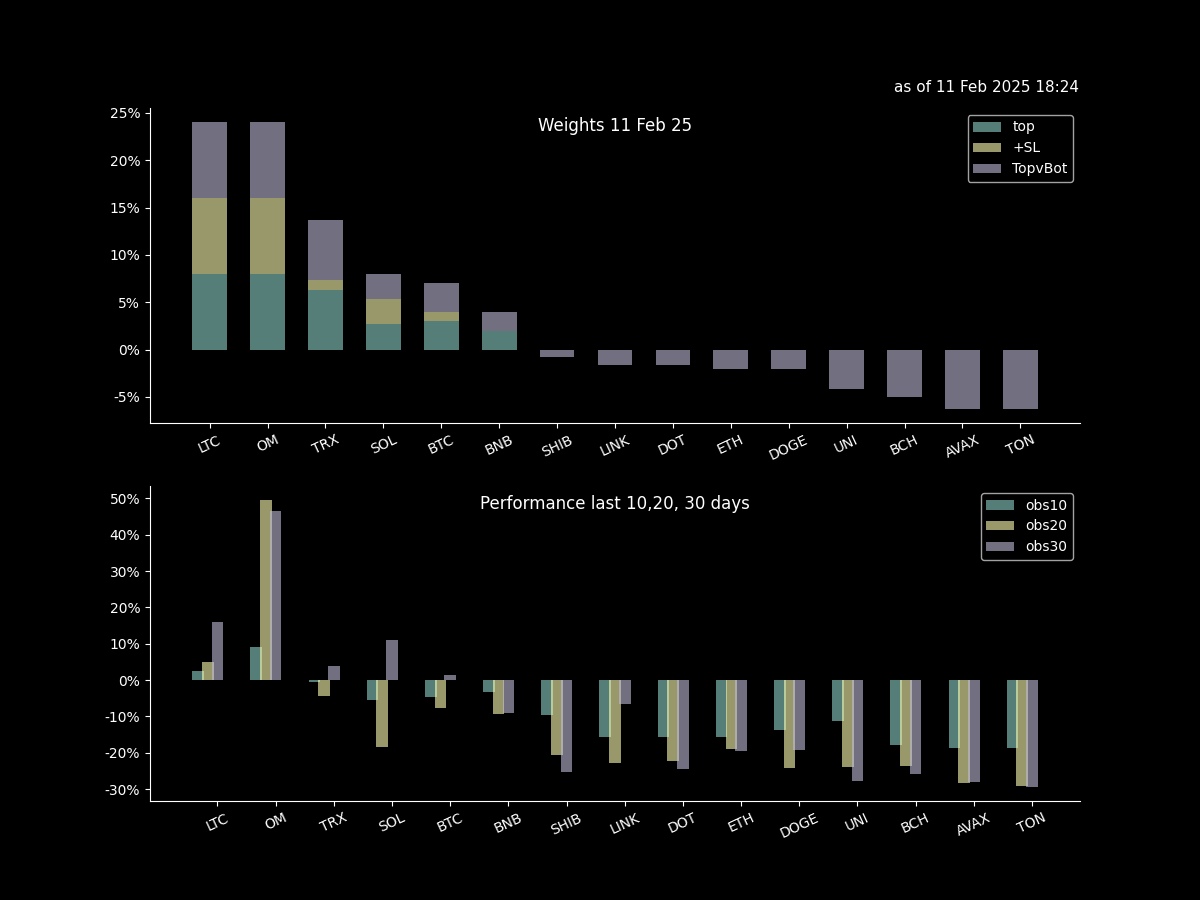 as of 11 Feb 2025 18:24
Weights 11 Feb 25
top
+SL
TopvBot
25%
20%
15%
10%
5%
0%
-5%
LTC OM TRX SOL BTC BNB SHIB LINK DOT ETH DOGE UNI BCH AVAX TON
Performance last 10,20, 30 days
obs10
obs20
obs30
50%
40%
30%
20%
10%
0%
-10%
-20%
-30%
LTC OM TRX SOL BTC BNB SHIB LINK DOT ETH DOGE UNI BCH AVAX TON